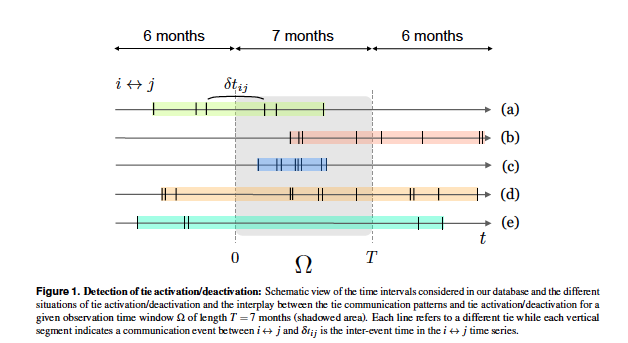 6 months 7 months 6 months
i ↔ j δt_ij
(a)
(b)
(c)
(d)
(e)
t
0 Ω T
Figure 1. Detection of tie activation/deactivation: Schematic view of the time intervals considered in our database and the different
situations of tie activation/deactivation and the interplay between the tie communication patterns and tie activation/deactivation for a
given observation time window Ω of length T = 7 months (shadowed area). Each line refers to a different tie while each vertical
segment indicates a communication event between i ↔ j and δt_ij is the inter-event time in the i ↔ j time series.